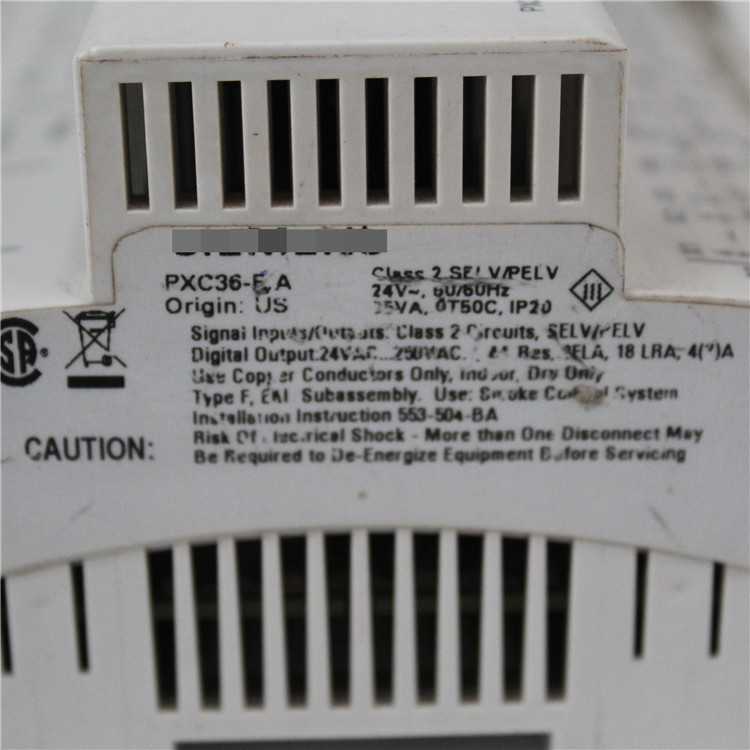 PXC36-E.A
Origin: US
Class 2 SELV/PELV
24V~, 50/60Hz
35VA, 0T50C, IP20
Signal Inputs/Outputs: Class 2 Circuits, SELV/PELV
Digital Output:24VAC...250VAC, Res, 18 LRA,
Use Copper Conductors Only, Indoor, Dry Only
Type F, Subassembly. Use: Smoke Control System
Installation Instruction 553-504-BA
CAUTION:
Risk Of Electrical Shock - More than One Disconnect May
Be Required to De-Energize Equipment Before Servicing